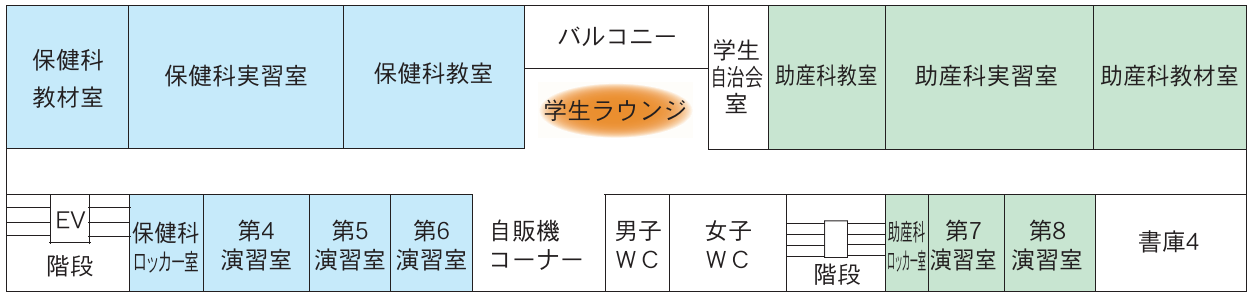 保健科
教材室
保健科実習室
保健科教室
バルコニー
学生ラウンジ
学生
自治会
室
助産科教室
助産科実習室
助産科教材室
EV
階段
保健科
ロッカー室
第4
演習室
第5
演習室
第6
演習室
自販機
コーナー
男子
WC
女子
WC
階段
助産科
ロッカー室
第7
演習室
第8
演習室
書庫4